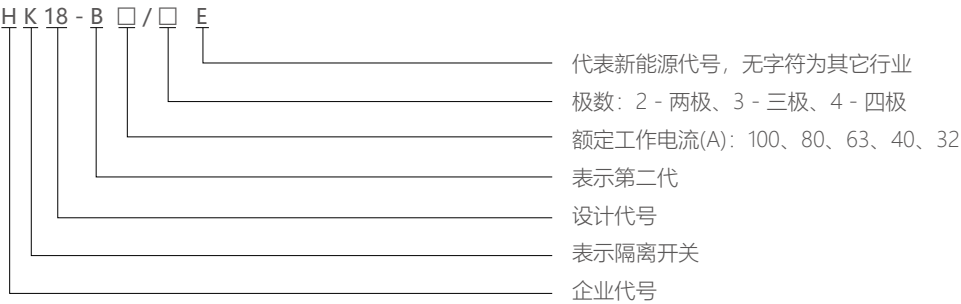 H K 18 - B □ / □ E
代表新能源代号，无字符为其它行业
极数：2 - 两极、3 - 三极、4 - 四极
额定工作电流(A)：100、80、63、40、32
表示第二代
设计代号
表示隔离开关
企业代号